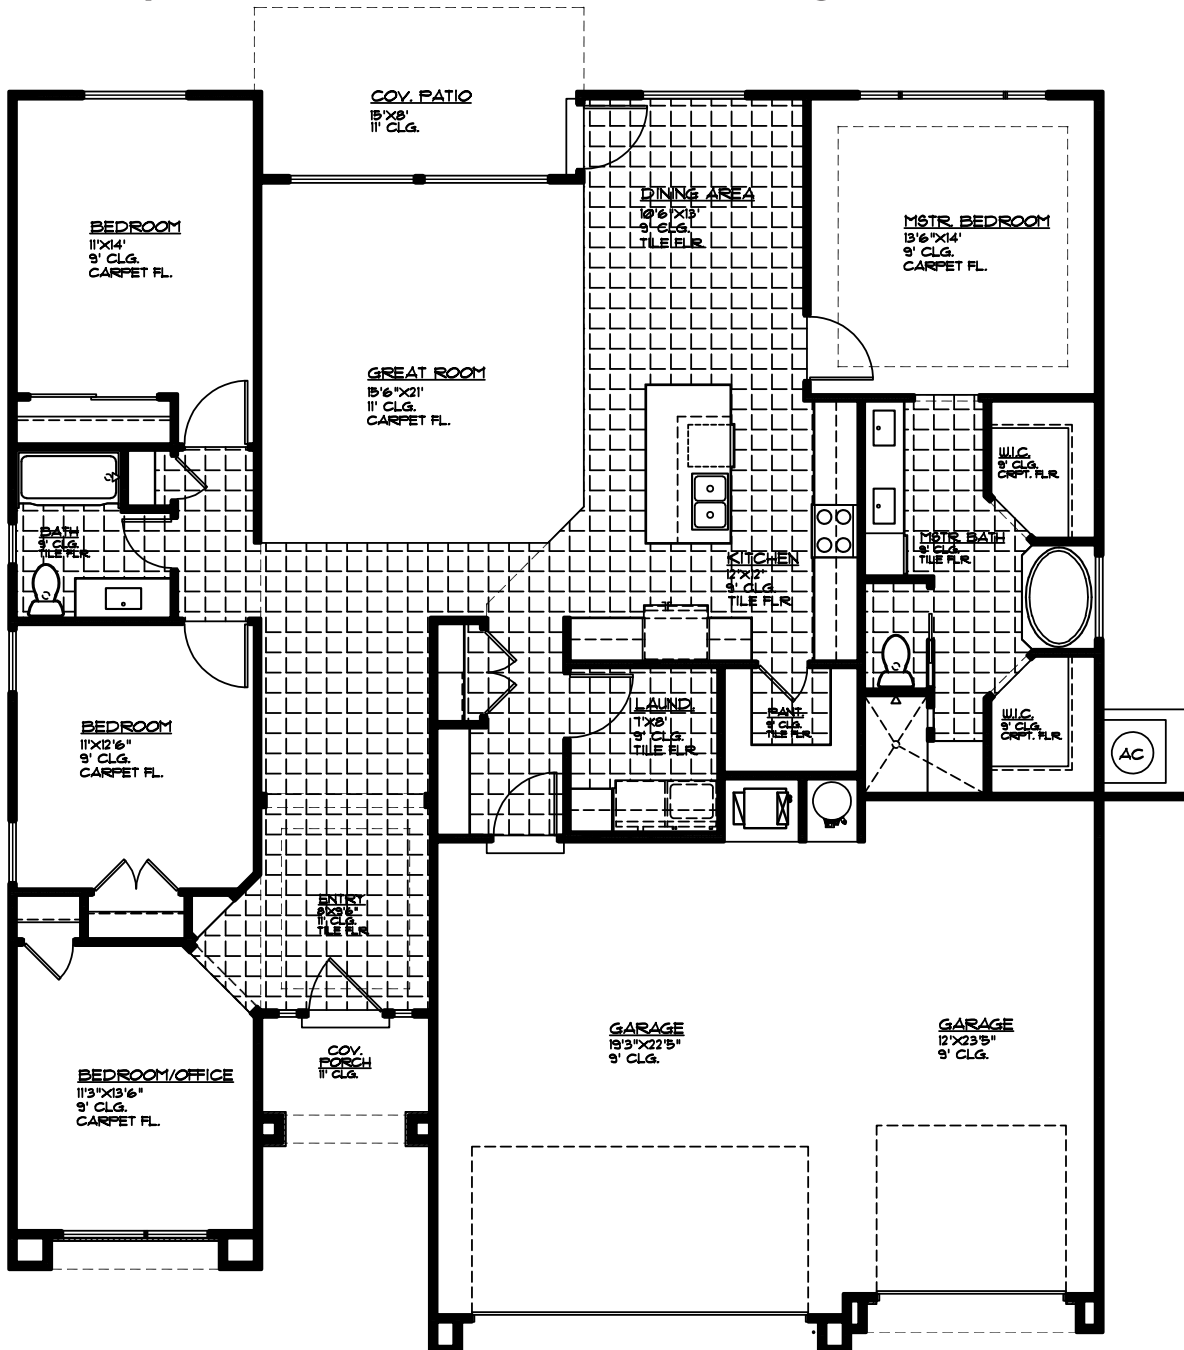 COV. PATIO
15'X8'
11' CLG.
BEDROOM
11'X14'
9' CLG.
CARPET FL.
DINING AREA
10'6"X13'
9' CLG.
TILE FLR
MSTR. BEDROOM
13'6"X14'
9' CLG.
CARPET FL.
GREAT ROOM
15'6"X21'
11' CLG.
CARPET FL.
W.I.C.
9' CLG.
CRPT. FLR
BATH
9' CLG.
TILE FLR
MSTR. BATH
9' CLG.
TILE FLR
KITCHEN
12'X12'
9' CLG.
TILE FLR
BEDROOM
11'X12'6"
9' CLG.
CARPET FL.
LAUND.
7'X8'
9' CLG.
TILE FLR
PANT.
9' CLG.
TILE FLR
W.I.C.
9' CLG.
CRPT. FLR
AC
ENTRY
11' CLG.
TILE FLR
COV.
PORCH
11' CLG.
GARAGE
19'3"X22'5"
9' CLG.
GARAGE
12'X23'5"
9' CLG.
BEDROOM/OFFICE
11'3"X13'6"
9' CLG.
CARPET FL.